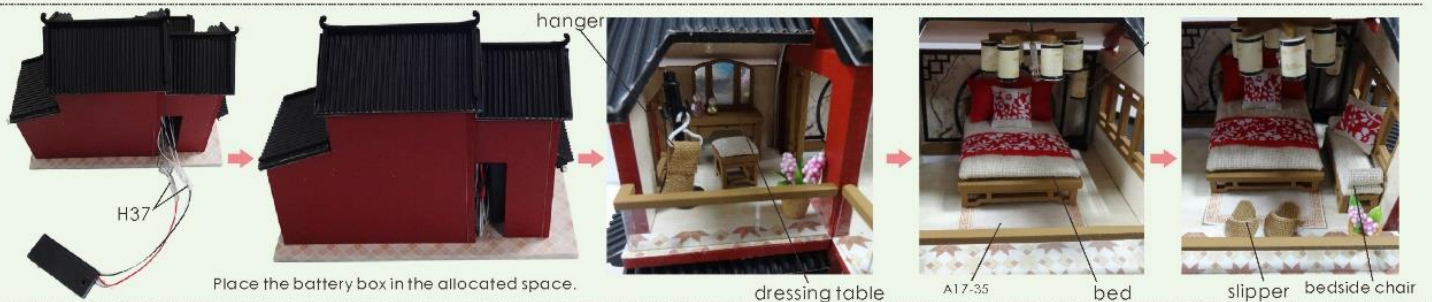 hanger
H37
Place the battery box in the allocated space.
dressing table
A17-35
bed
slipper
bedside chair